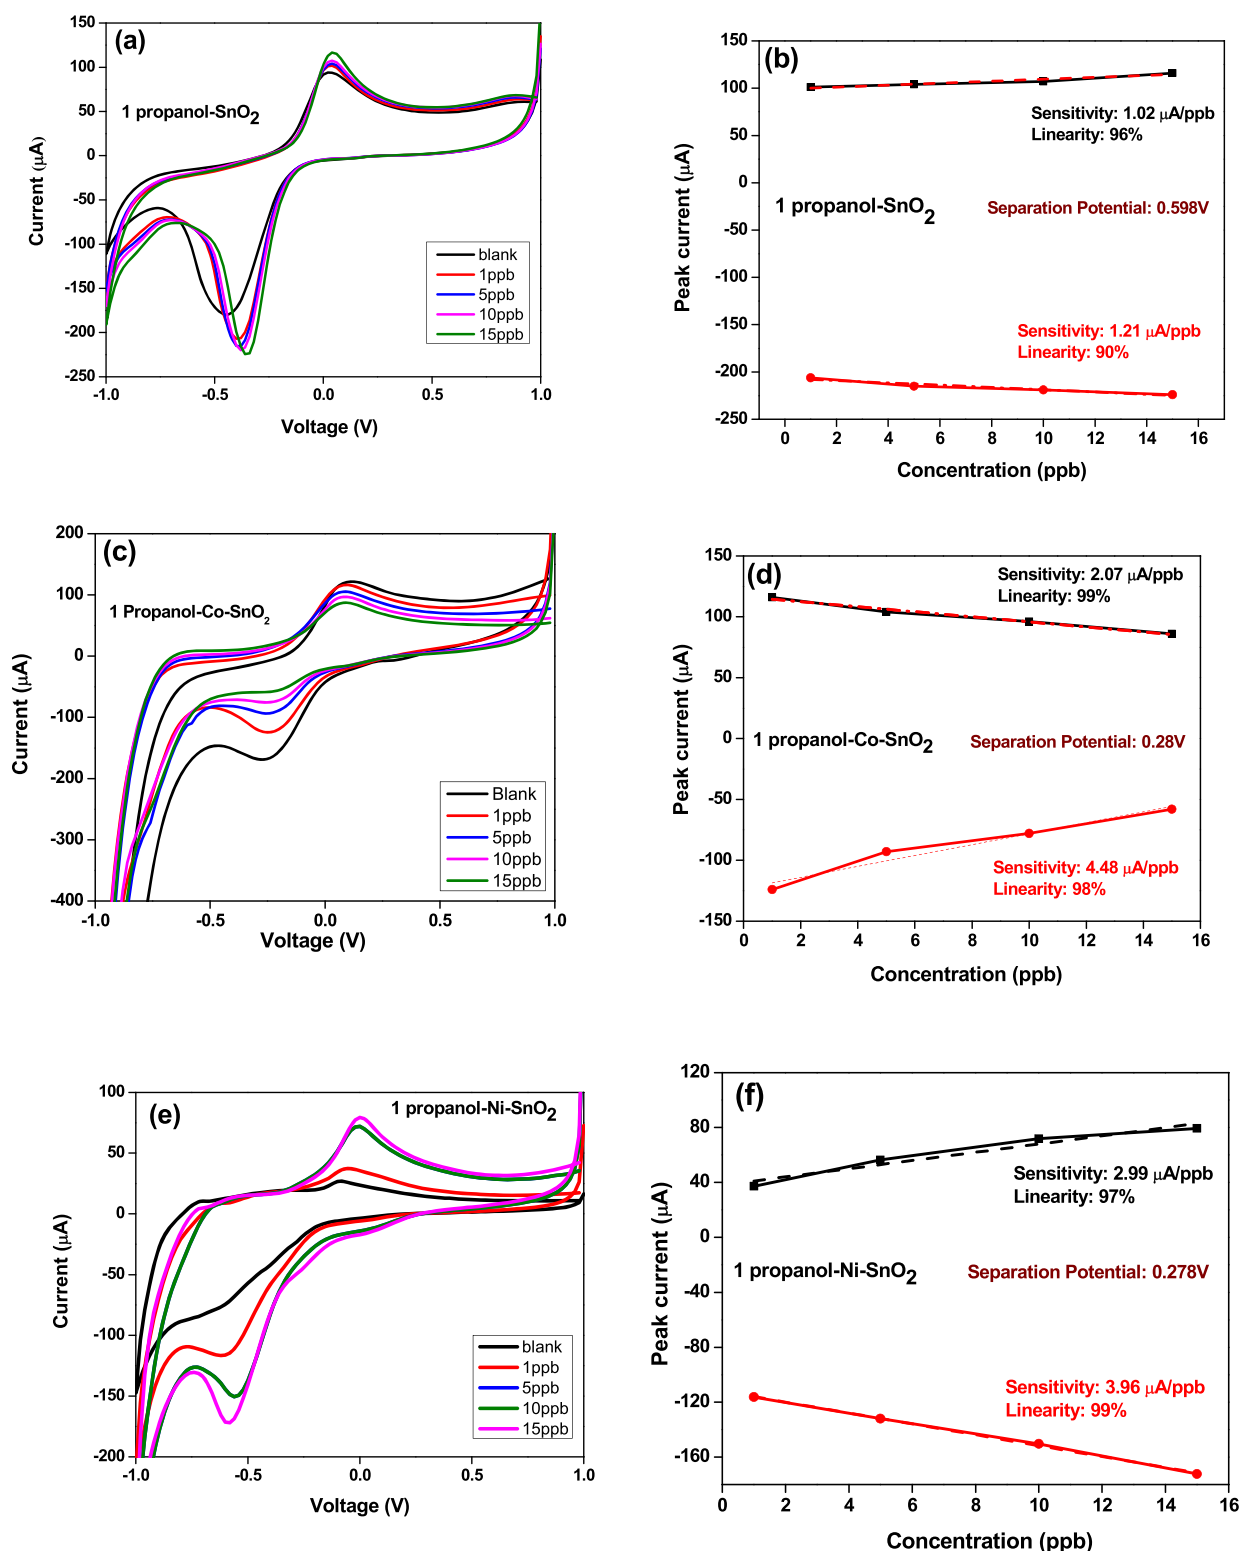 (a)
1 propanol-SnO2
150
100
50
0
-50
-100
-150
-200
-250
Current (μA)
blank
1ppb
5ppb
10ppb
15ppb
-1.0 -0.5 0.0 0.5 1.0
Voltage (V)
(b)
150
100
50
0
-50
-100
-150
-200
-250
Peak current (μA)
Sensitivity: 1.02 μA/ppb
Linearity: 96%
1 propanol-SnO2
Separation Potential: 0.598V
Sensitivity: 1.21 μA/ppb
Linearity: 90%
0 2 4 6 8 10 12 14 16
Concentration (ppb)
(c)
1 Propanol-Co-SnO2
200
100
0
-100
-200
-300
-400
Current (μA)
Blank
1ppb
5ppb
10ppb
15ppb
-1.0 -0.5 0.0 0.5 1.0
Voltage (V)
(d)
150
100
50
0
-50
-100
-150
Peak current (μA)
Sensitivity: 2.07 μA/ppb
Linearity: 99%
1 propanol-Co-SnO2
Separation Potential: 0.28V
Sensitivity: 4.48 μA/ppb
Linearity: 98%
0 2 4 6 8 10 12 14 16
Concentration (ppb)
(e)
1 propanol-Ni-SnO2
100
50
0
-50
-100
-150
-200
Current (μA)
blank
1ppb
5ppb
10ppb
15ppb
-1.0 -0.5 0.0 0.5 1.0
Voltage (V)
(f)
120
80
40
0
-40
-80
-120
-160
Peak current (μA)
Sensitivity: 2.99 μA/ppb
Linearity: 97%
1 propanol-Ni-SnO2
Separation Potential: 0.278V
Sensitivity: 3.96 μA/ppb
Linearity: 99%
0 2 4 6 8 10 12 14 16
Concentration (ppb)